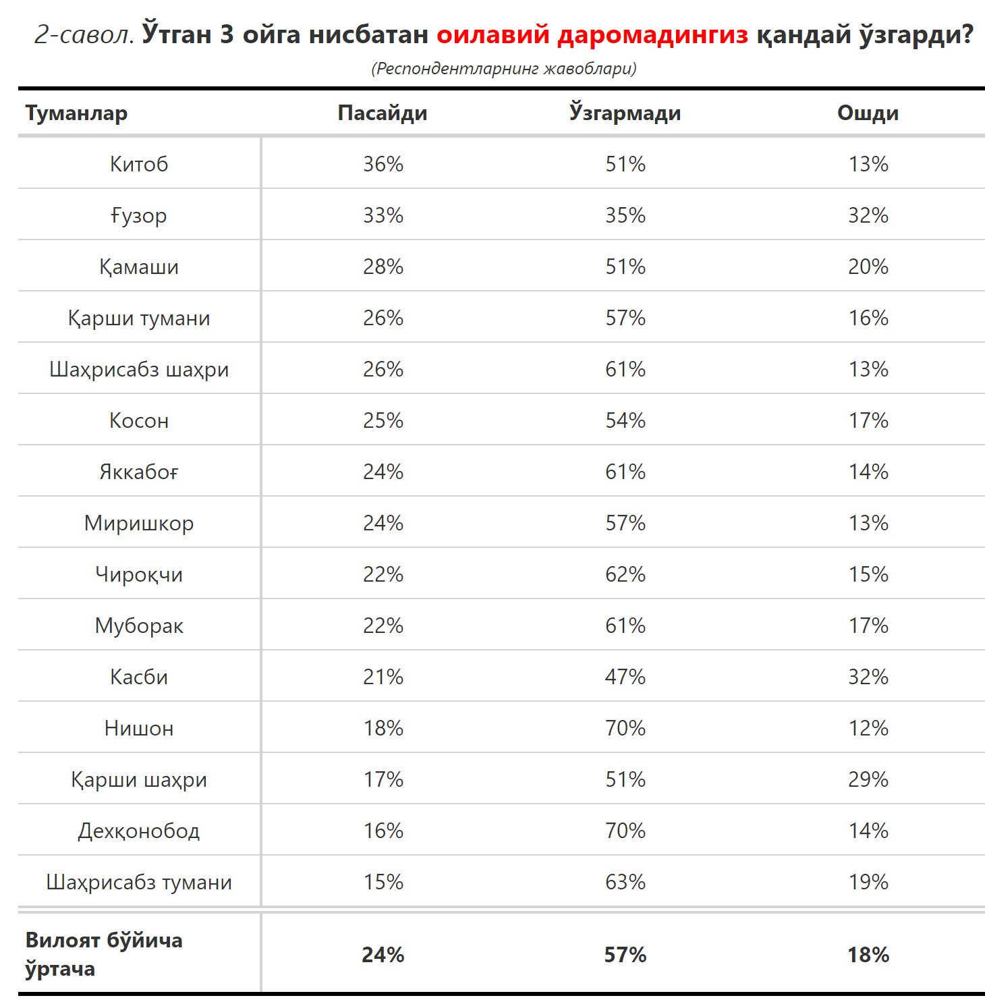 2-савол. Ўтган 3 ойга нисбатан оилавий даромадингиз қандай ўзгарди?
(Респондентларнинг жавоблари)
Туманлар Пасайди Ўзгармади Ошди
Китоб 36% 51% 13%
Ғузор 33% 35% 32%
Қамаши 28% 51% 20%
Қарши тумани 26% 57% 16%
Шаҳрисабз шаҳри 26% 61% 13%
Косон 25% 54% 17%
Яккабоғ 24% 61% 14%
Миришкор 24% 57% 13%
Чироқчи 22% 62% 15%
Муборак 22% 61% 17%
Касби 21% 47% 32%
Нишон 18% 70% 12%
Қарши шаҳри 17% 51% 29%
Дехқонобод 16% 70% 14%
Шаҳрисабз тумани 15% 63% 19%
Вилоят бўйича
ўртача 24% 57% 18%